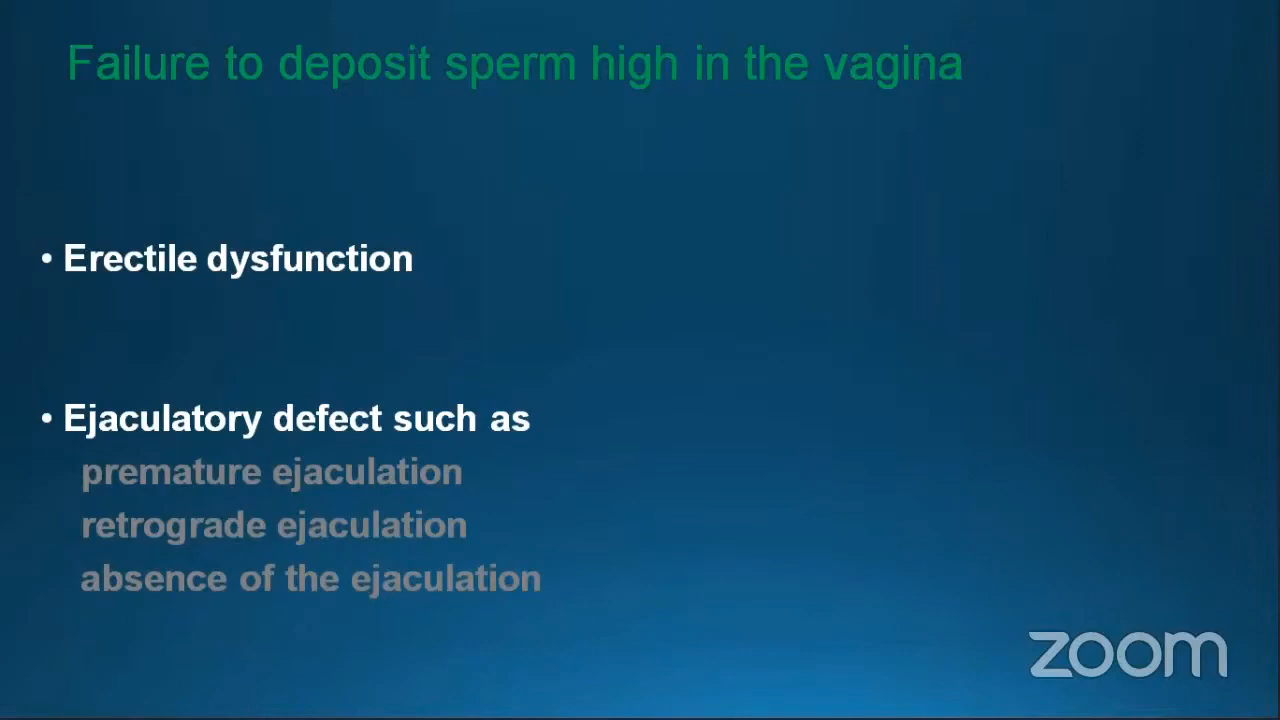 Failure to deposit sperm high in the vagina
• Erectile dysfunction
• Ejaculatory defect such as
premature ejaculation
retrograde ejaculation
absence of the ejaculation
zoom